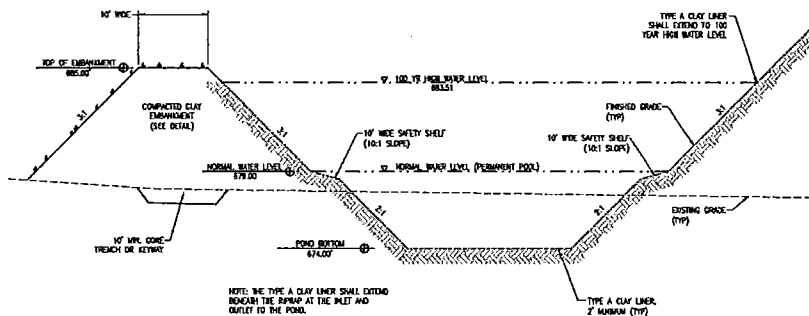 10' WIDE
TOP OF EMBANKMENT
685.00'
COMPACTED CLAY
EMBANKMENT
(SEE DETAIL)
3:1
3:1
100 YR HIGH WATER LEVEL
683.51
TYPE A CLAY LINER
SHALL EXTEND TO 100
YEAR HIGH WATER LEVEL
FINISHED GRADE
(TYP)
3:1
10' WIDE SAFETY SHELF
(10:1 SLOPE)
10' WIDE SAFETY SHELF
(10:1 SLOPE)
NORMAL WATER LEVEL
679.00
NORMAL WATER LEVEL (PERMANENT POOL)
2:1
2:1
EXISTING GRADE
(TYP)
10' MIN. CORE
TRENCH OR KEYWAY
POND BOTTOM
674.00'
NOTE: THE TYPE A CLAY LINER SHALL EXTEND
BENEATH THE RIPRAP AT THE INLET AND
OUTLET TO THE POND.
TYPE A CLAY LINER,
2' MINIMUM (TYP)